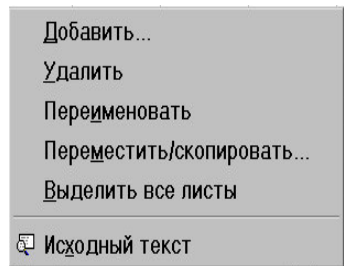 Добавить...
Удалить
Переименовать
Переместить/скопировать...
Выделить все листы
Исходный текст